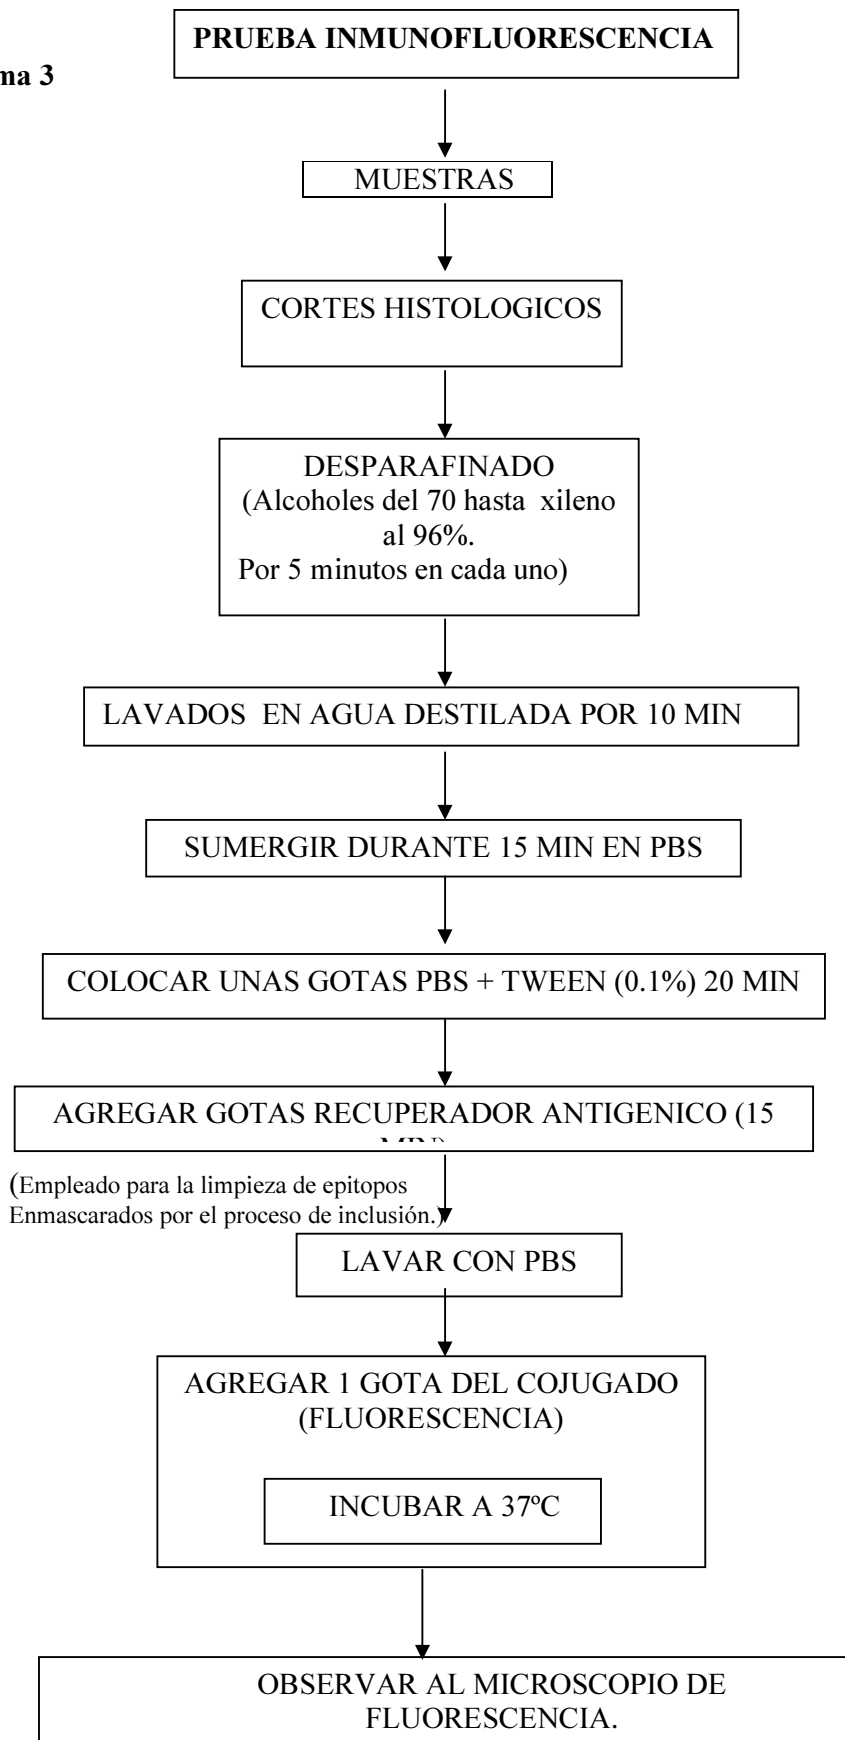 PRUEBA INMUNOFLUORESCENCIA
ma 3
MUESTRAS
CORTES HISTOLOGICOS
DESPARAFINADO
(Alcoholes del 70 hasta xileno
al 96%.
Por 5 minutos en cada uno)
LAVADOS EN AGUA DESTILADA POR 10 MIN
SUMERGIR DURANTE 15 MIN EN PBS
COLOCAR UNAS GOTAS PBS + TWEEN (0.1%) 20 MIN
AGREGAR GOTAS RECUPERADOR ANTIGENICO (15
(Empleado para la limpieza de epitopos
Enmascarados por el proceso de inclusión.)
LAVAR CON PBS
AGREGAR 1 GOTA DEL COJUGADO
(FLUORESCENCIA)
INCUBAR A 37ºC
OBSERVAR AL MICROSCOPIO DE
FLUORESCENCIA.